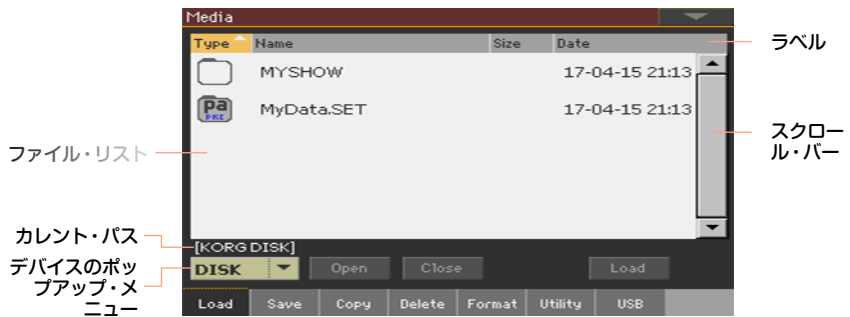 Media
Type Name Size Date
ラベル
MYSHOW 17-04-15 21:13
Pa
PKG
MyData.SET 17-04-15 21:13
スクロー
ル・バー
ファイル・リスト
カレント・パス
[KORG DISK]
デバイスのポッ
プアップ・メ
ニュー
DISK Open Close Load
Load Save Copy Delete Format Utility USB